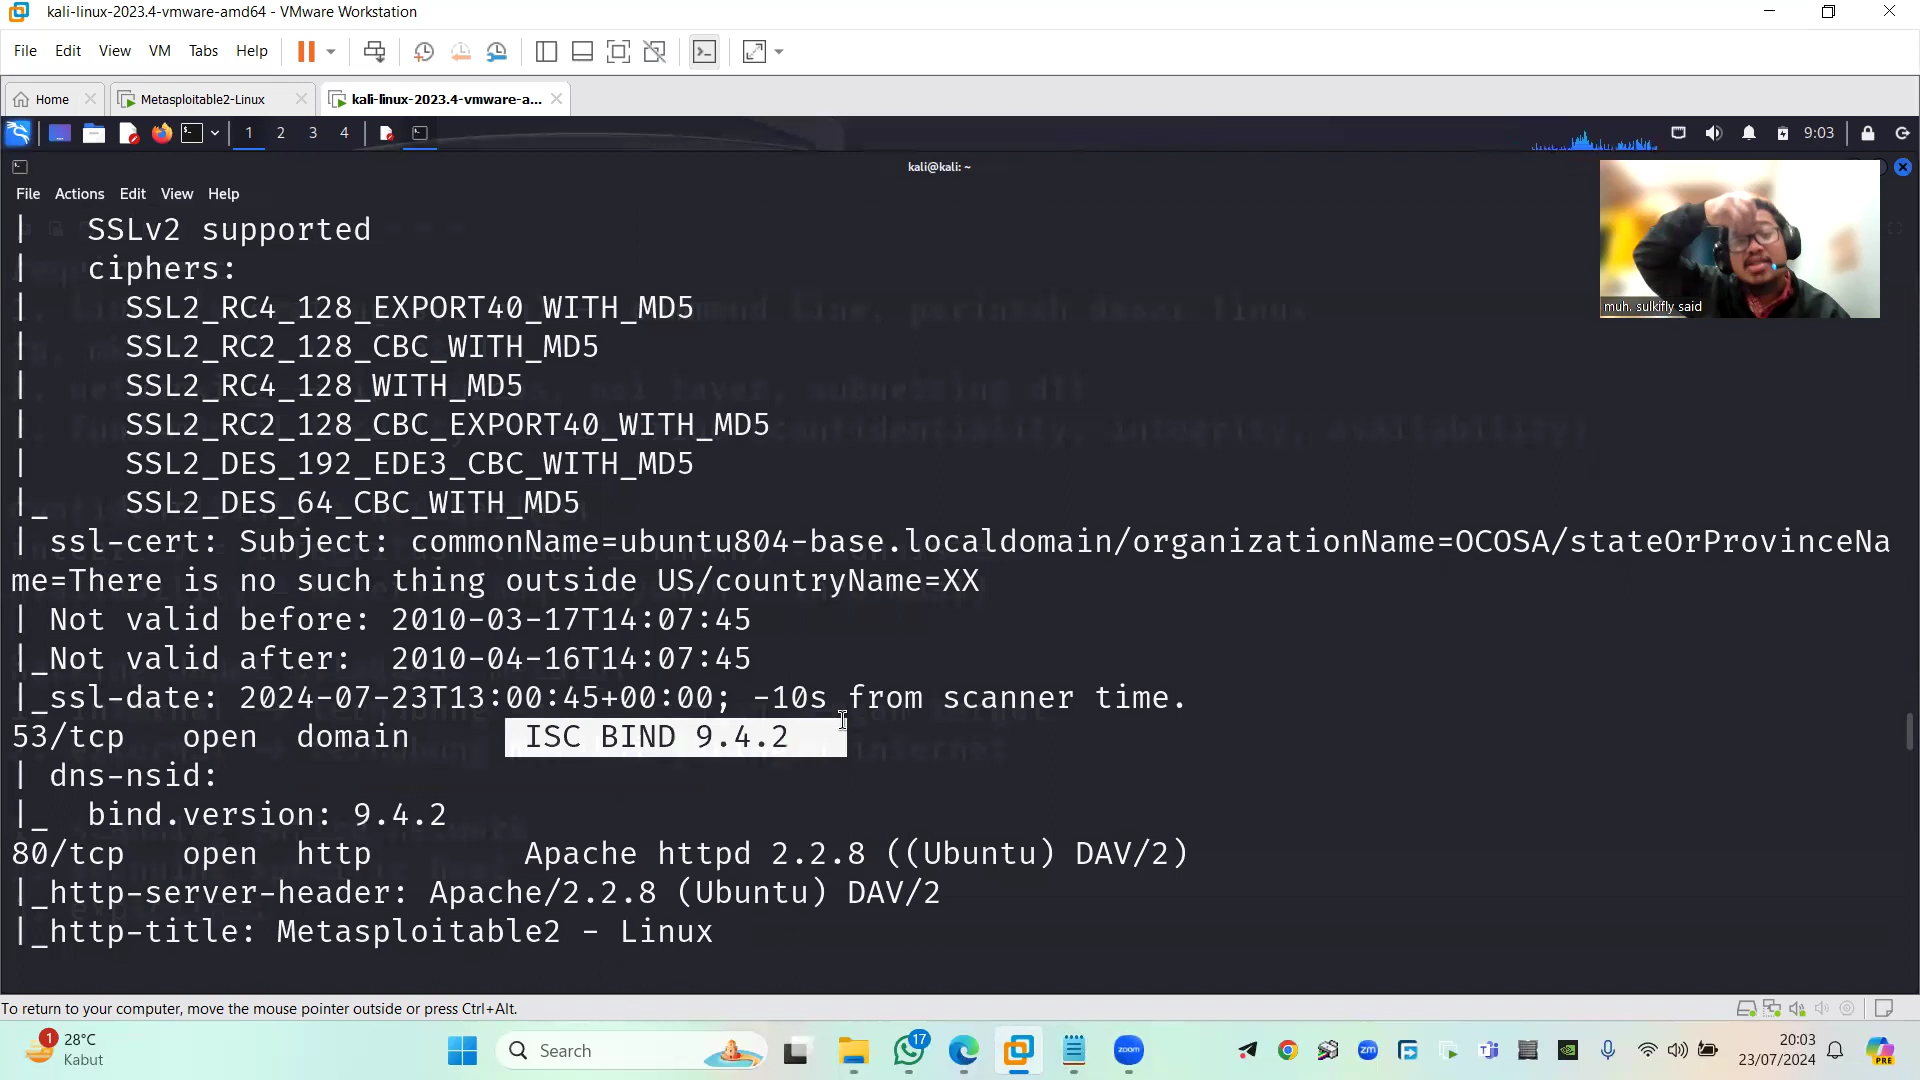 kali-linux-2023.4-vmware-amd64 - VMware Workstation
File Edit View VM Tabs Help
Home
Metasploitable2-Linux
kali-linux-2023.4-vmware-a...
1 2 3 4
9:03
kali@kali: ~
File Actions Edit View Help
muh. sulkifly said
|    SSLv2 supported
|    ciphers:
|      SSL2_RC4_128_EXPORT40_WITH_MD5
|      SSL2_RC2_128_CBC_WITH_MD5
|      SSL2_RC4_128_WITH_MD5
|      SSL2_RC2_128_CBC_EXPORT40_WITH_MD5
|      SSL2_DES_192_EDE3_CBC_WITH_MD5
|_     SSL2_DES_64_CBC_WITH_MD5
| ssl-cert: Subject: commonName=ubuntu804-base.localdomain/organizationName=OCOSA/stateOrProvinceNa
me=There is no such thing outside US/countryName=XX
| Not valid before: 2010-03-17T14:07:45
|_Not valid after:  2010-04-16T14:07:45
|_ssl-date: 2024-07-23T13:00:45+00:00; -10s from scanner time.
53/tcp   open  domain      ISC BIND 9.4.2
| dns-nsid:
|_  bind.version: 9.4.2
80/tcp   open  http        Apache httpd 2.2.8 ((Ubuntu) DAV/2)
|_http-server-header: Apache/2.2.8 (Ubuntu) DAV/2
|_http-title: Metasploitable2 - Linux
To return to your computer, move the mouse pointer outside or press Ctrl+Alt.
1
28°C
Kabut
Search
17
zoom
zm
20:03
23/07/2024
PRE